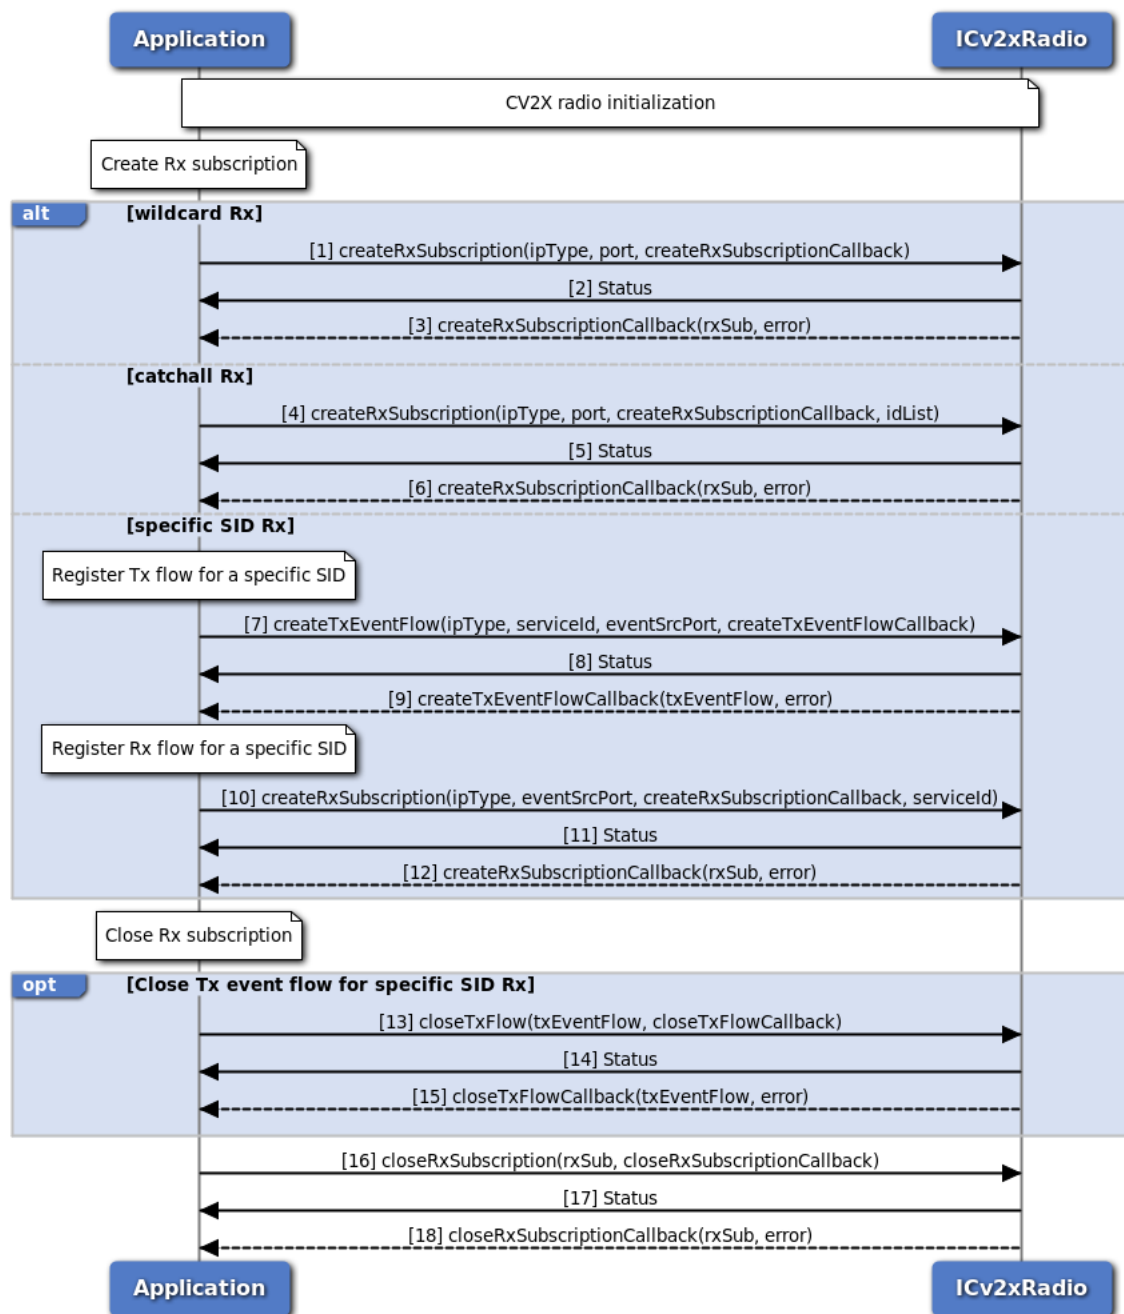 Application
ICv2xRadio
CV2X radio initialization
Create Rx subscription
alt
[wildcard Rx]
[1] createRxSubscription(ipType, port, createRxSubscriptionCallback)
[2] Status
[3] createRxSubscriptionCallback(rxSub, error)
[catchall Rx]
[4] createRxSubscription(ipType, port, createRxSubscriptionCallback, idList)
[5] Status
[6] createRxSubscriptionCallback(rxSub, error)
[specific SID Rx]
Register Tx flow for a specific SID
[7] createTxEventFlow(ipType, serviceId, eventSrcPort, createTxEventFlowCallback)
[8] Status
[9] createTxEventFlowCallback(txEventFlow, error)
Register Rx flow for a specific SID
[10] createRxSubscription(ipType, eventSrcPort, createRxSubscriptionCallback, serviceId)
[11] Status
[12] createRxSubscriptionCallback(rxSub, error)
Close Rx subscription
opt
[Close Tx event flow for specific SID Rx]
[13] closeTxFlow(txEventFlow, closeTxFlowCallback)
[14] Status
[15] closeTxFlowCallback(txEventFlow, error)
[16] closeRxSubscription(rxSub, closeRxSubscriptionCallback)
[17] Status
[18] closeRxSubscriptionCallback(rxSub, error)
Application
ICv2xRadio